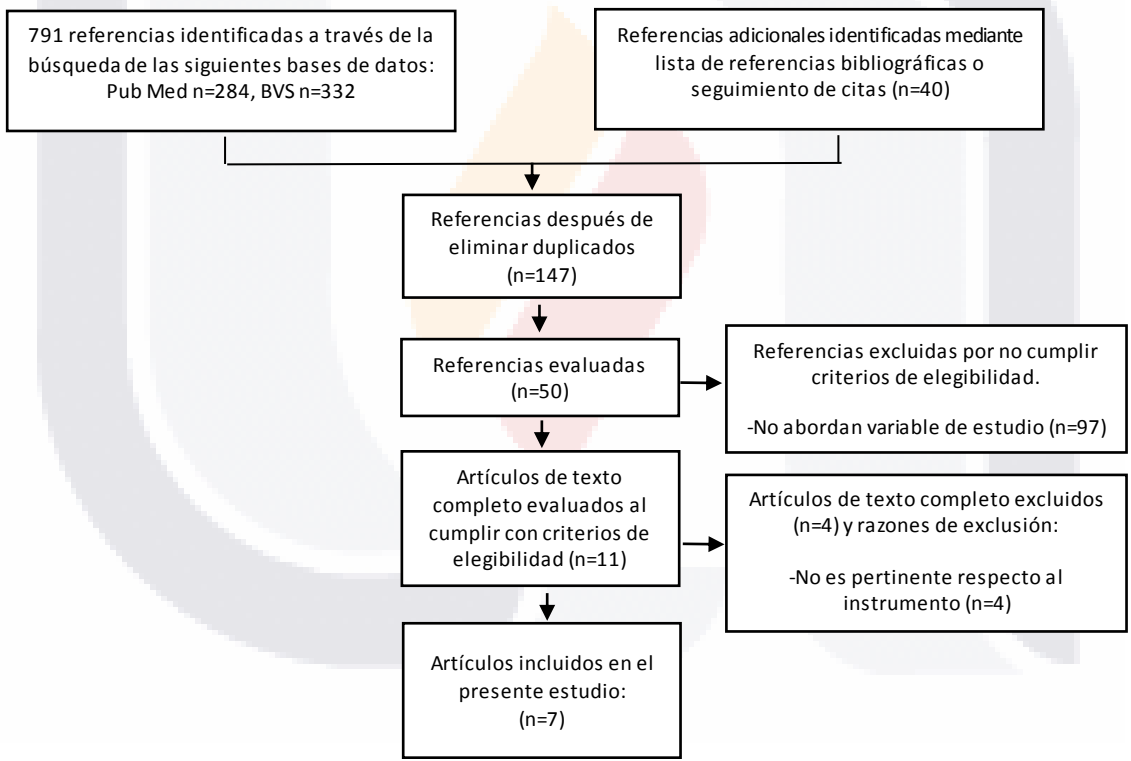 791 referencias identificadas a través de la
búsqueda de las siguientes bases de datos:
Pub Med n=284, BVS n=332
Referencias adicionales identificadas mediante
lista de referencias bibliográficas o
seguimiento de citas (n=40)
Referencias después de
eliminar duplicados
(n=147)
Referencias evaluadas
(n=50)
Referencias excluidas por no cumplir
criterios de elegibilidad.
-No abordan variable de estudio (n=97)
Artículos de texto
completo evaluados al
cumplir con criterios de
elegibilidad (n=11)
Artículos de texto completo excluidos
(n=4) y razones de exclusión:
-No es pertinente respecto al
instrumento (n=4)
Artículos incluidos en el
presente estudio:
(n=7)